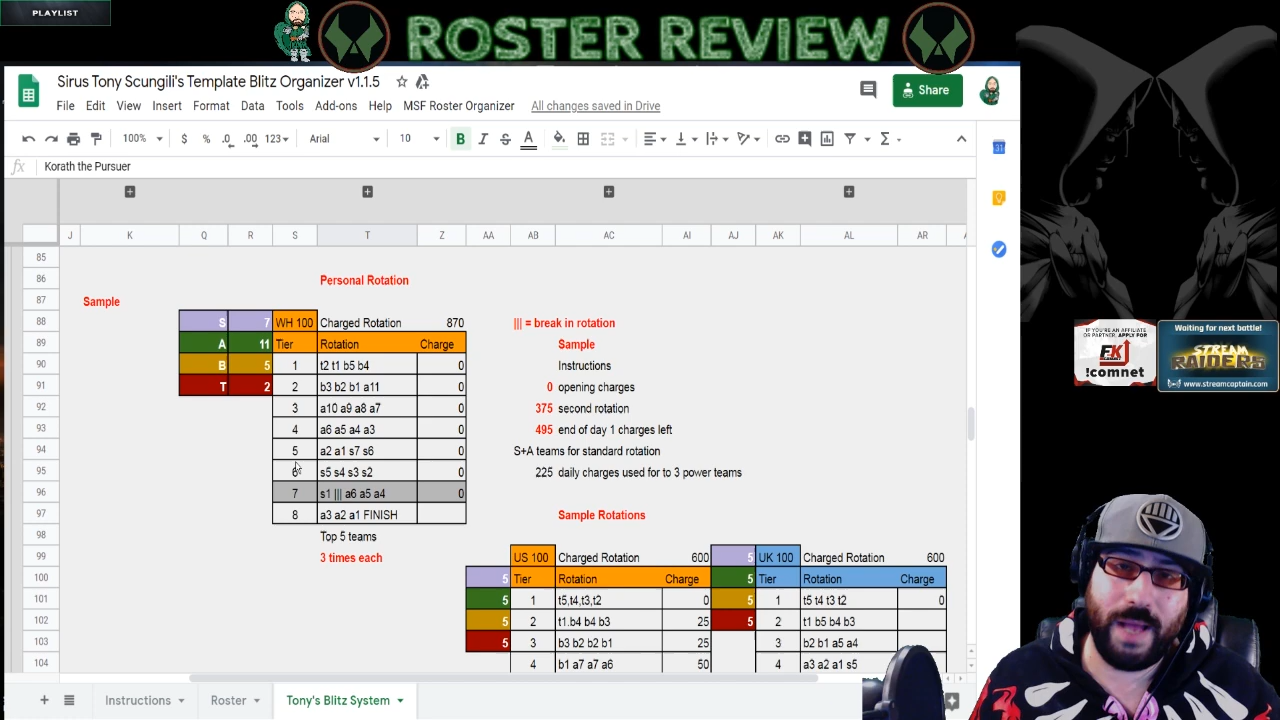 PLAYLIST
ROSTER REVIEW
Sirus Tony Scungili's Template Blitz Organizer v1.1.5
File Edit View Insert Format Data Tools Add-ons Help MSF Roster Organizer All changes saved in Drive
Share
100% $ % .0 .00 123 Arial 10 B I S A
fx Korath the Pursuer
31
J K Q R S T Z AA AB AC AI AJ AK AL AR
85
86 Personal Rotation
87 Sample
88 S 7 WH 100 Charged Rotation 870 ||| = break in rotation
89 A 11 Tier Rotation Charge Sample
90 B 5 1 t2 t1 b5 b4 0 Instructions
91 T 2 2 b3 b2 b1 a11 0 0 opening charges
92 3 a10 a9 a8 a7 0 375 second rotation
93 4 a6 a5 a4 a3 0 495 end of day 1 charges left
94 5 a2 a1 s7 s6 0 S+A teams for standard rotation
95 6 s5 s4 s3 s2 0 225 daily charges used for to 3 power teams
96 7 s1 ||| a6 a5 a4 0
97 8 a3 a2 a1 FINISH Sample Rotations
98 Top 5 teams
99 3 times each US 100 Charged Rotation 600 5 UK 100 Charged Rotation 600
100 5 Tier Rotation Charge 5 Tier Rotation Charge
101 5 1 t5,t4,t3,t2 0 5 1 t5 t4 t3 t2 0
102 5 2 t1.b4 b4 b3 25 5 2 t1 b5 b4 b3
103 5 3 b3 b2 b2 b1 25 3 b2 b1 a5 a4
104 4 b1 a7 a7 a6 50 4 a3 a2 a1 s5
Instructions Roster Tony's Blitz System
IF YOU'RE AN AFFILIATE
OR PARTNER, APPLY FOR
!comnet
Waiting for next battle!
STREAM
RAIDERS
www.streamcaptain.com